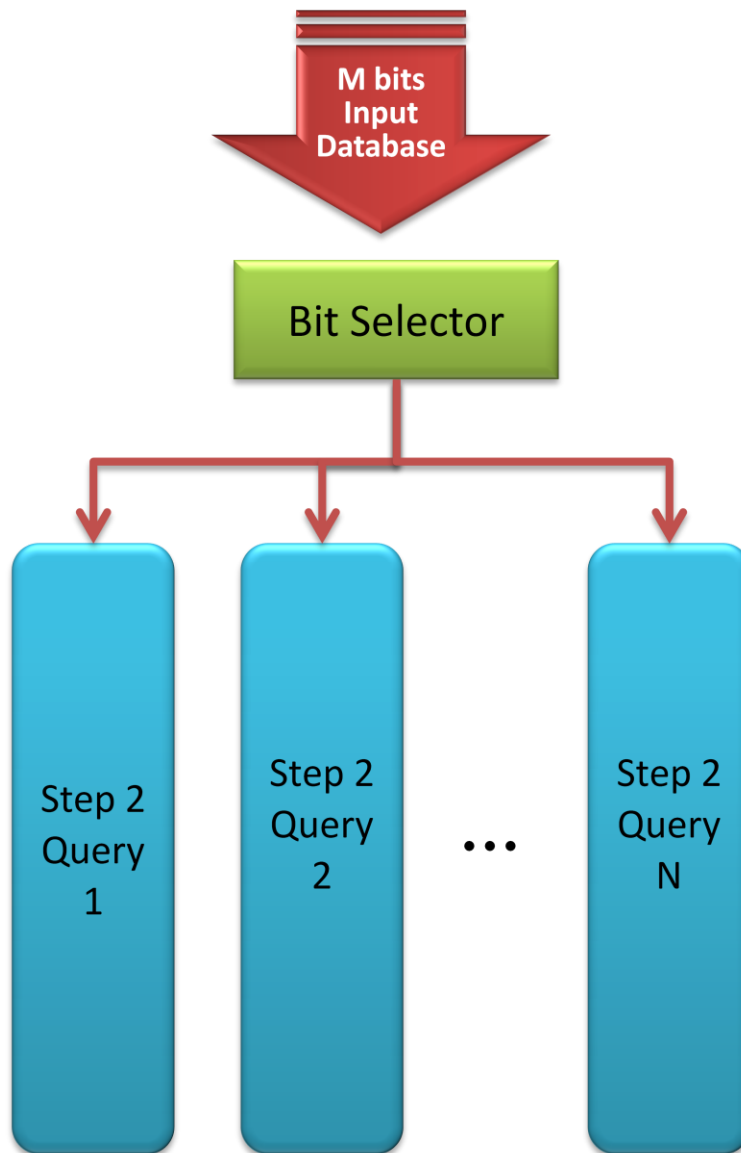 M bits
Input
Database
Bit Selector
Step 2
Query
1
Step 2
Query
2
...
Step 2
Query
N